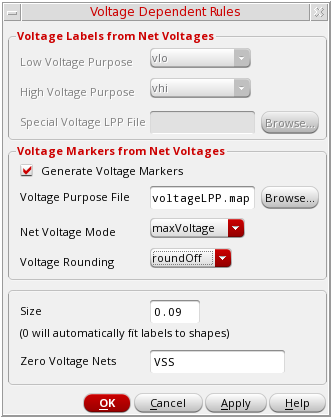 Voltage Dependent Rules
Voltage Labels from Net Voltages
Low Voltage Purpose vlo
High Voltage Purpose vhi
Special Voltage LPP File Browse...
Voltage Markers from Net Voltages
Generate Voltage Markers
Voltage Purpose File voltageLPP.map Browse...
Net Voltage Mode maxVoltage
Voltage Rounding roundOff
Size 0.09
(0 will automatically fit labels to shapes)
Zero Voltage Nets VSS
OK Cancel Apply Help